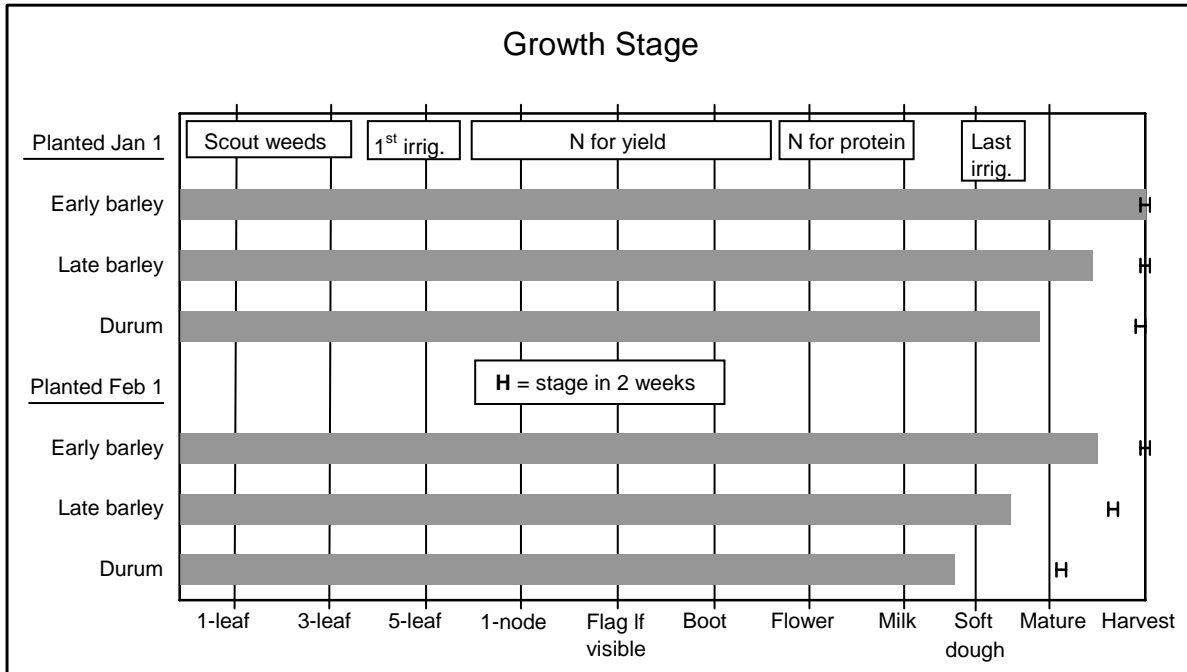 Growth Stage
Planted Jan 1
Scout weeds
1st irrig.
N for yield
N for protein
Last
irrig.
Early barley
H
Late barley
H
Durum
H
Planted Feb 1
H = stage in 2 weeks
Early barley
H
Late barley
H
Durum
H
1-leaf 3-leaf 5-leaf 1-node Flag lf Boot Flower Milk Soft Mature Harvest
visible dough